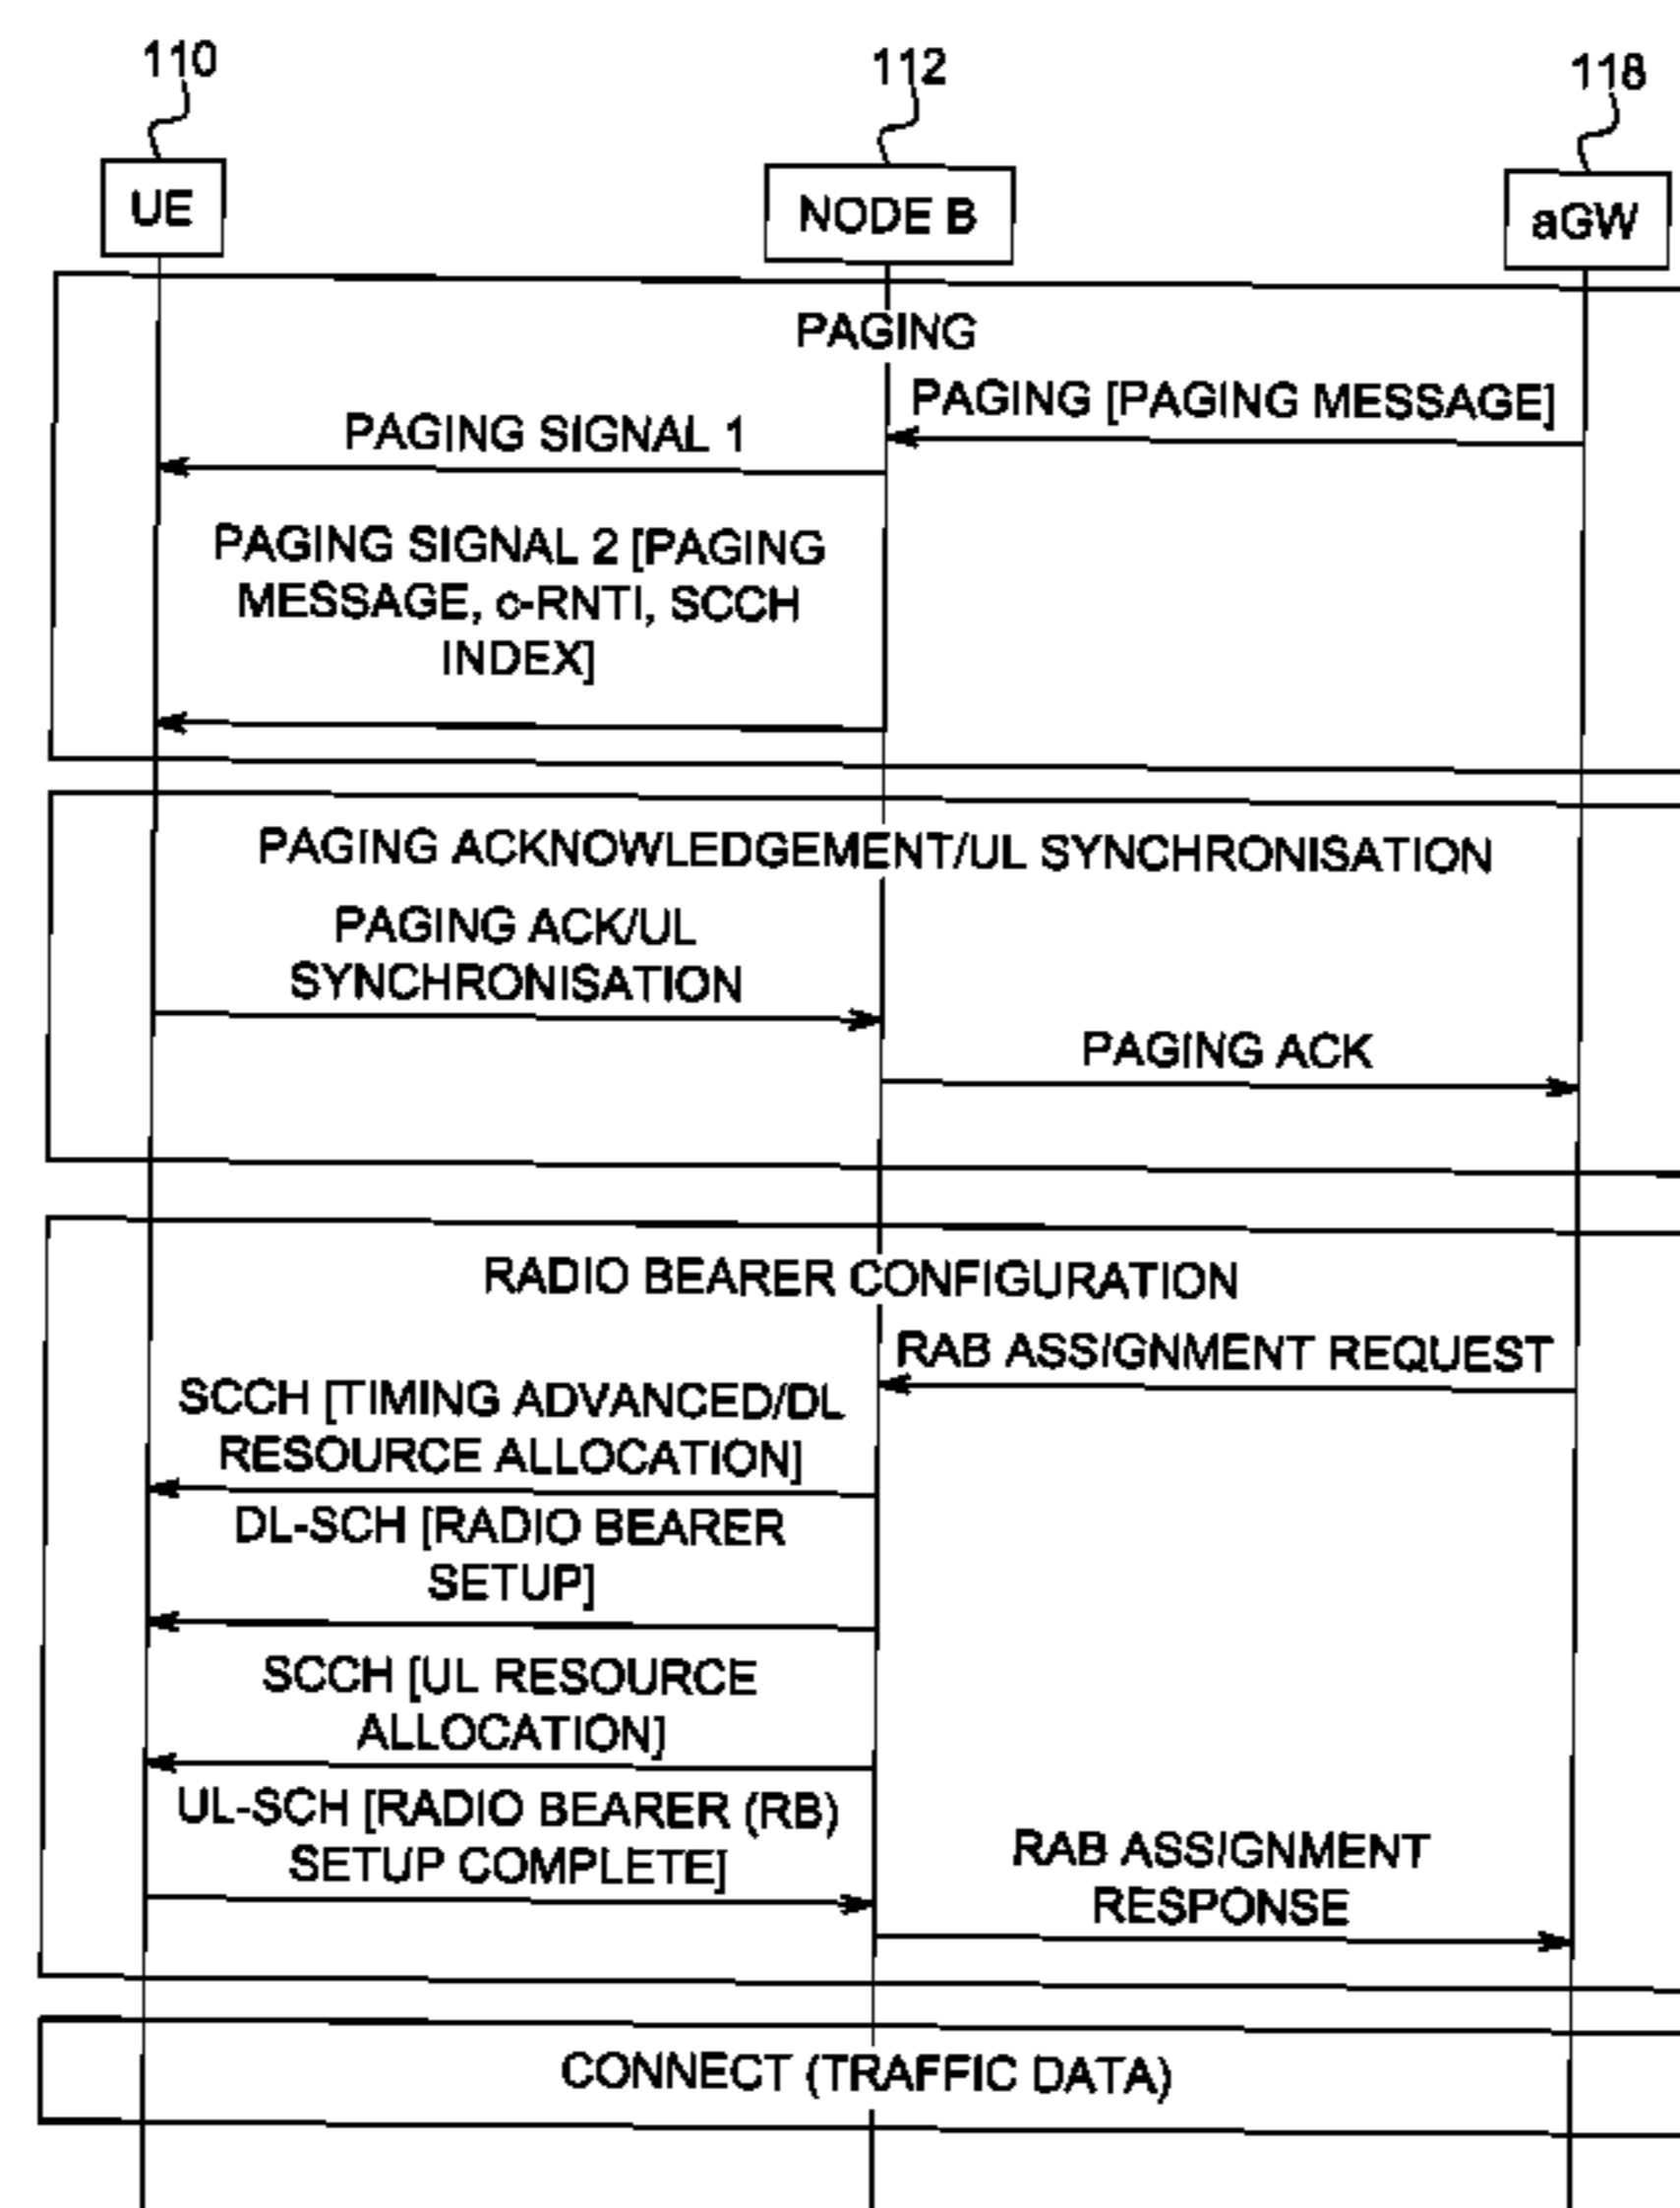 110
112
118
UE
NODE B
aGW
PAGING
PAGING [PAGING MESSAGE]
PAGING SIGNAL 1
PAGING SIGNAL 2 [PAGING
MESSAGE, c-RNTI, SCCH
INDEX]
PAGING ACKNOWLEDGEMENT/UL SYNCHRONISATION
PAGING ACK/UL
SYNCHRONISATION
PAGING ACK
RADIO BEARER CONFIGURATION
RAB ASSIGNMENT REQUEST
SCCH [TIMING ADVANCED/DL
RESOURCE ALLOCATION]
DL-SCH [RADIO BEARER
SETUP]
SCCH [UL RESOURCE
ALLOCATION]
UL-SCH [RADIO BEARER (RB)
SETUP COMPLETE]
RAB ASSIGNMENT
RESPONSE
CONNECT (TRAFFIC DATA)